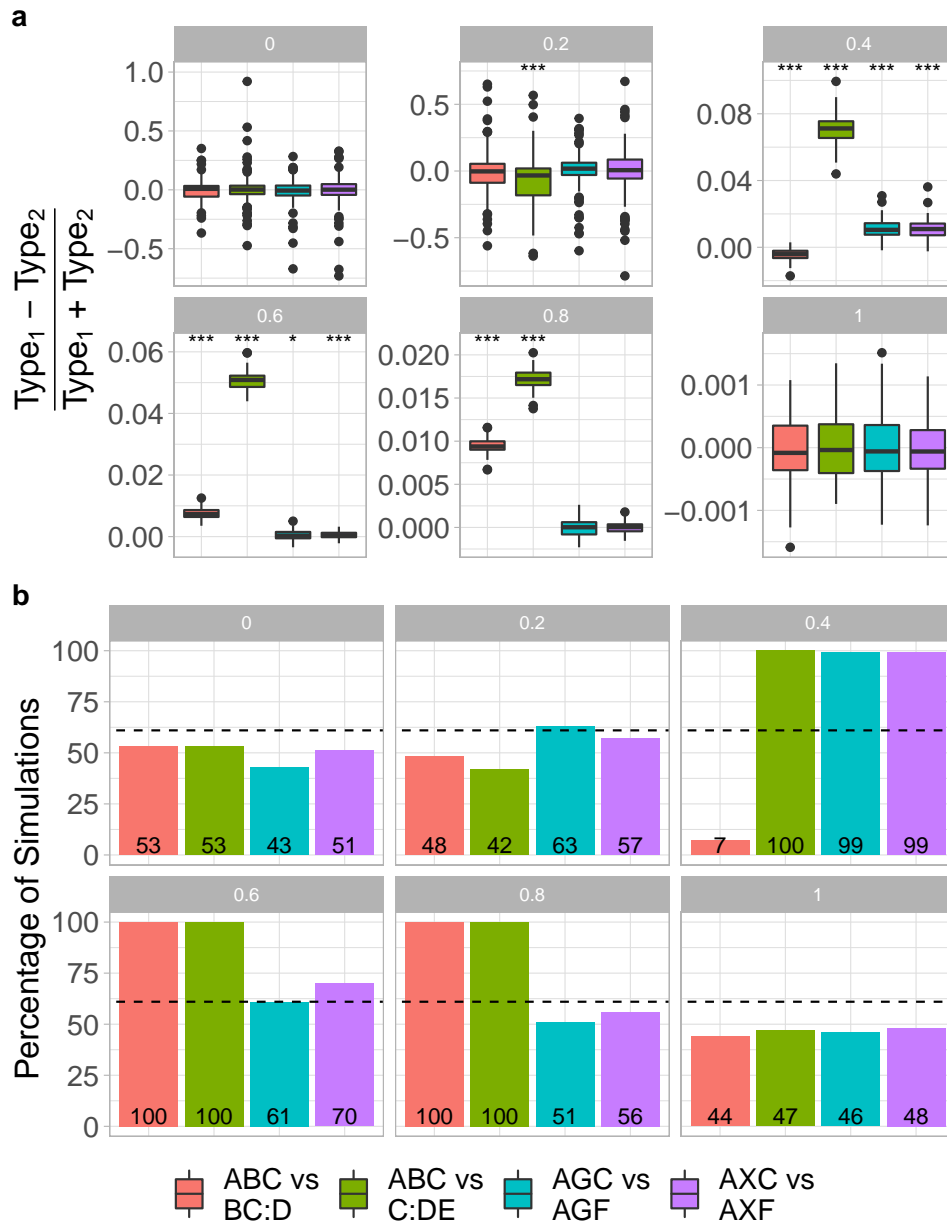 a
0
0.2
0.4
*** *** *** *** ***
1.0
0.5
0.0
−0.5
0.5
0.0
−0.5
0.08
0.04
0.00
Type1 − Type2
Type1 + Type2
0.6
0.8
1
*** *** * *** *** ***
0.06
0.04
0.02
0.00
0.020
0.015
0.010
0.005
0.000
0.001
0.000
−0.001
b
Percentage of Simulations
0
0.2
0.4
100
75
50
25
0
53 53 43 51
48 42 63 57
7 100 99 99
0.6
0.8
1
100
75
50
25
0
100 100 61 70
100 100 51 56
44 47 46 48
ABC vs
BC:D
ABC vs
C:DE
AGC vs
AGF
AXC vs
AXF